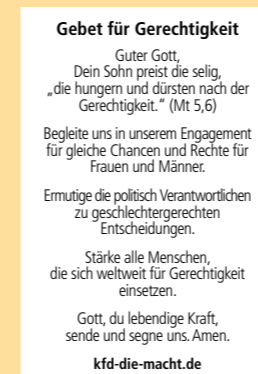 Gebet für Gerechtigkeit
Guter Gott,
Dein Sohn preist die selig,
„die hungern und dürsten nach der
Gerechtigkeit.“ (Mt 5,6)
Begleite uns in unserem Engagement
für gleiche Chancen und Rechte für
Frauen und Männer.
Ermutige die politisch Verantwortlichen
zu geschlechtergerechten
Entscheidungen.
Stärke alle Menschen,
die sich weltweit für Gerechtigkeit
einsetzen.
Gott, du lebendige Kraft,
sende und segne uns. Amen.
kfd-die-macht.de